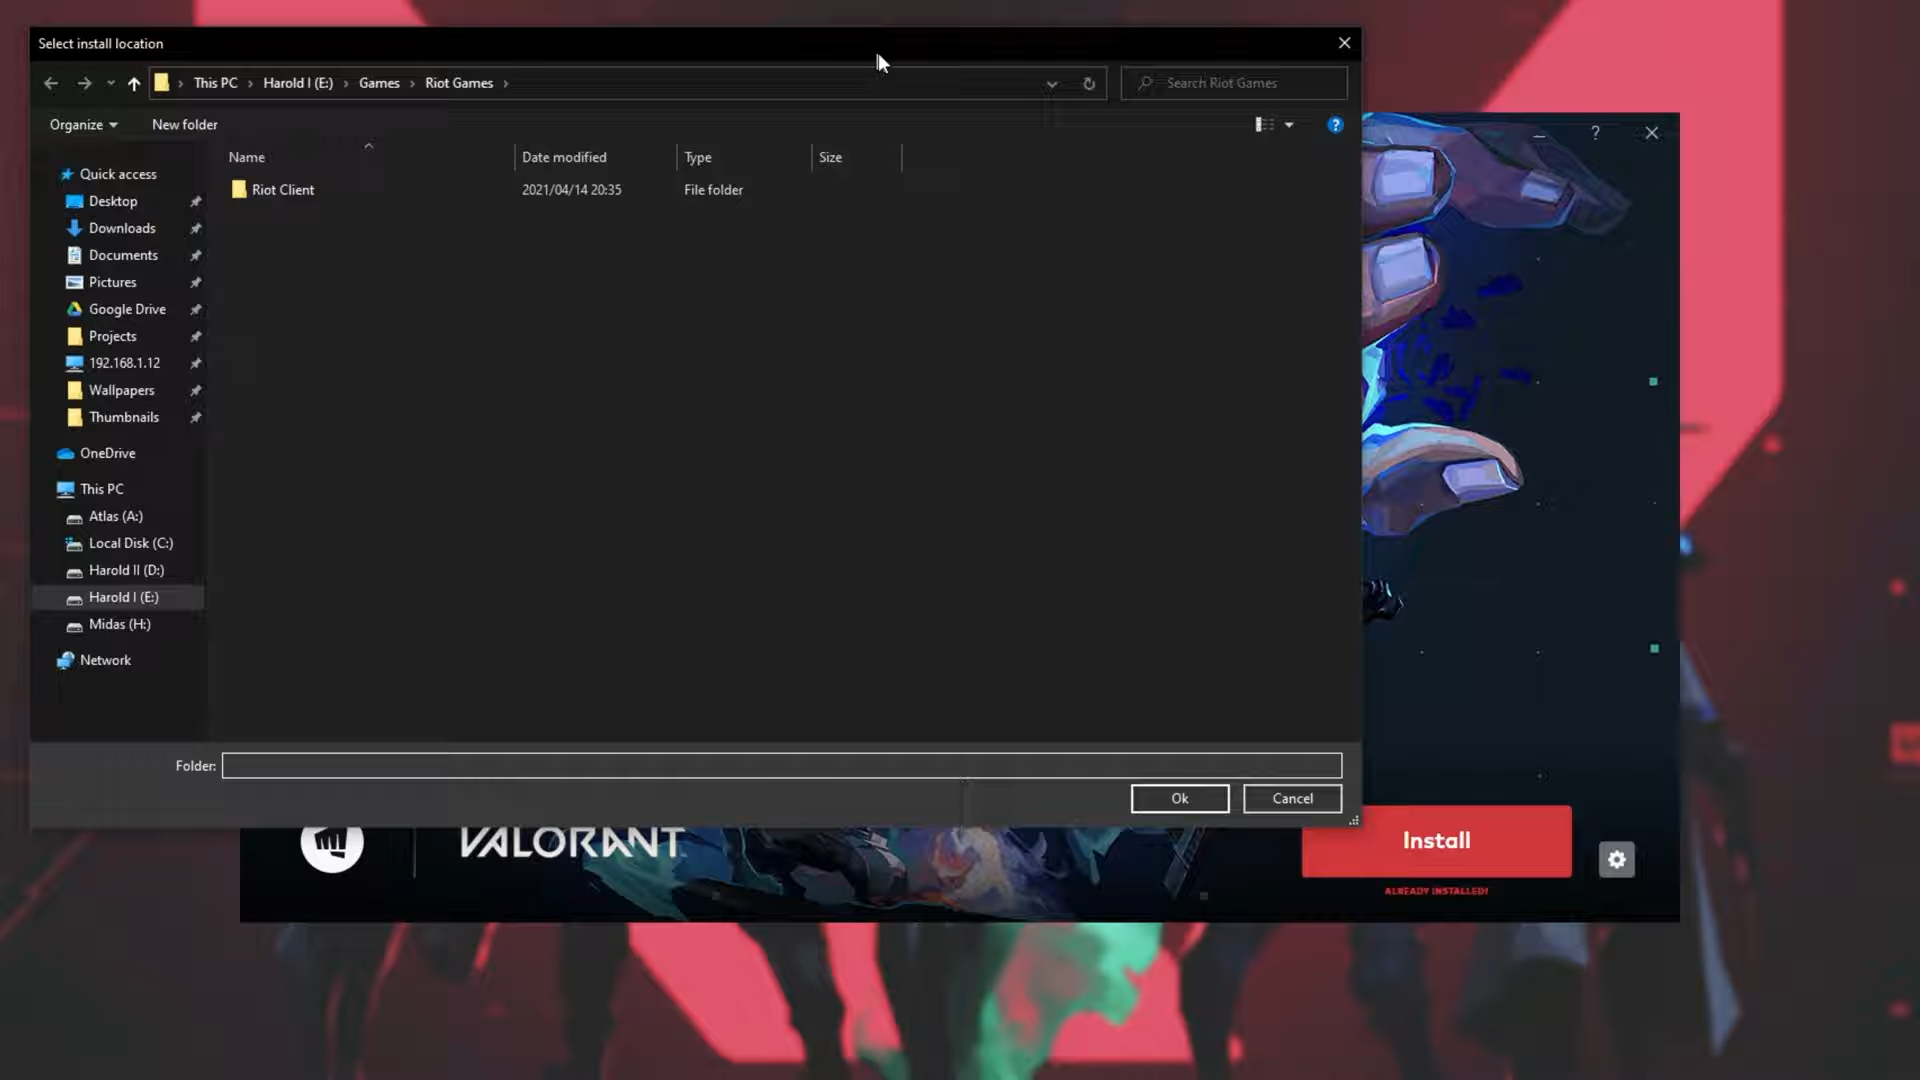 Select install location
This PC > Harold I (E:) > Games > Riot Games >
Search Riot Games
Organize
New folder
Name
Date modified
Type
Size
Riot Client
2021/04/14 20:35
File folder
Quick access
Desktop
Downloads
Documents
Pictures
Google Drive
Projects
192.168.1.12
Wallpapers
Thumbnails
OneDrive
This PC
Atlas (A:)
Local Disk (C:)
Harold II (D:)
Harold I (E:)
Midas (H:)
Network
Folder:
Ok
Cancel
VALORANT
Install
ALREADY INSTALLED!